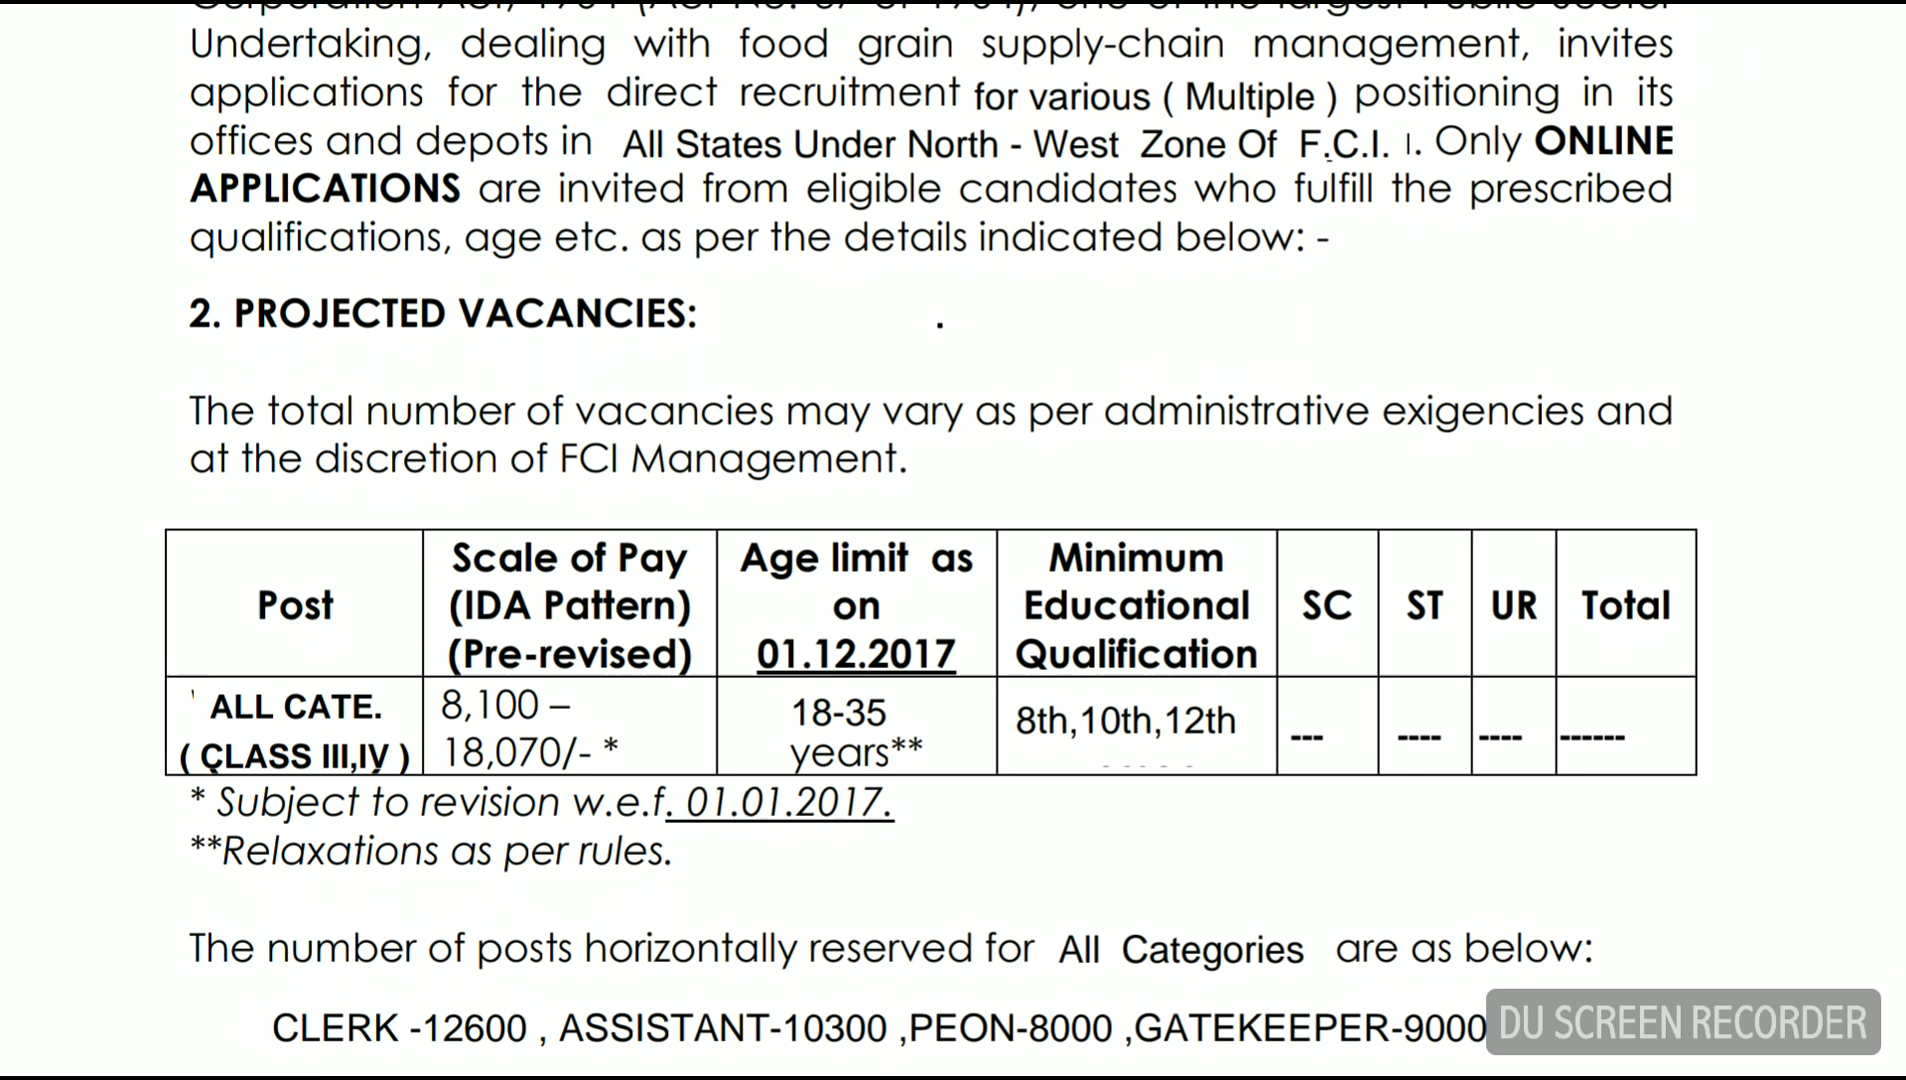 Undertaking, dealing with food grain supply-chain management, invites
applications for the direct recruitment for various ( Multiple ) positioning in its
offices and depots in All States Under North - West Zone Of F.C.I. . Only ONLINE
APPLICATIONS are invited from eligible candidates who fulfill the prescribed
qualifications, age etc. as per the details indicated below: -
2. PROJECTED VACANCIES:
The total number of vacancies may vary as per administrative exigencies and
at the discretion of FCI Management.
Post
Scale of Pay
(IDA Pattern)
(Pre-revised)
Age limit as
on
01.12.2017
Minimum
Educational
Qualification
SC
ST
UR
Total
ALL CATE.
( CLASS III,IV )
8,100 –
18,070/- *
18-35
years**
8th,10th,12th
---
----
----
------
* Subject to revision w.e.f. 01.01.2017.
**Relaxations as per rules.
The number of posts horizontally reserved for All Categories are as below:
CLERK -12600 , ASSISTANT-10300 ,PEON-8000 ,GATEKEEPER-9000
DU SCREEN RECORDER